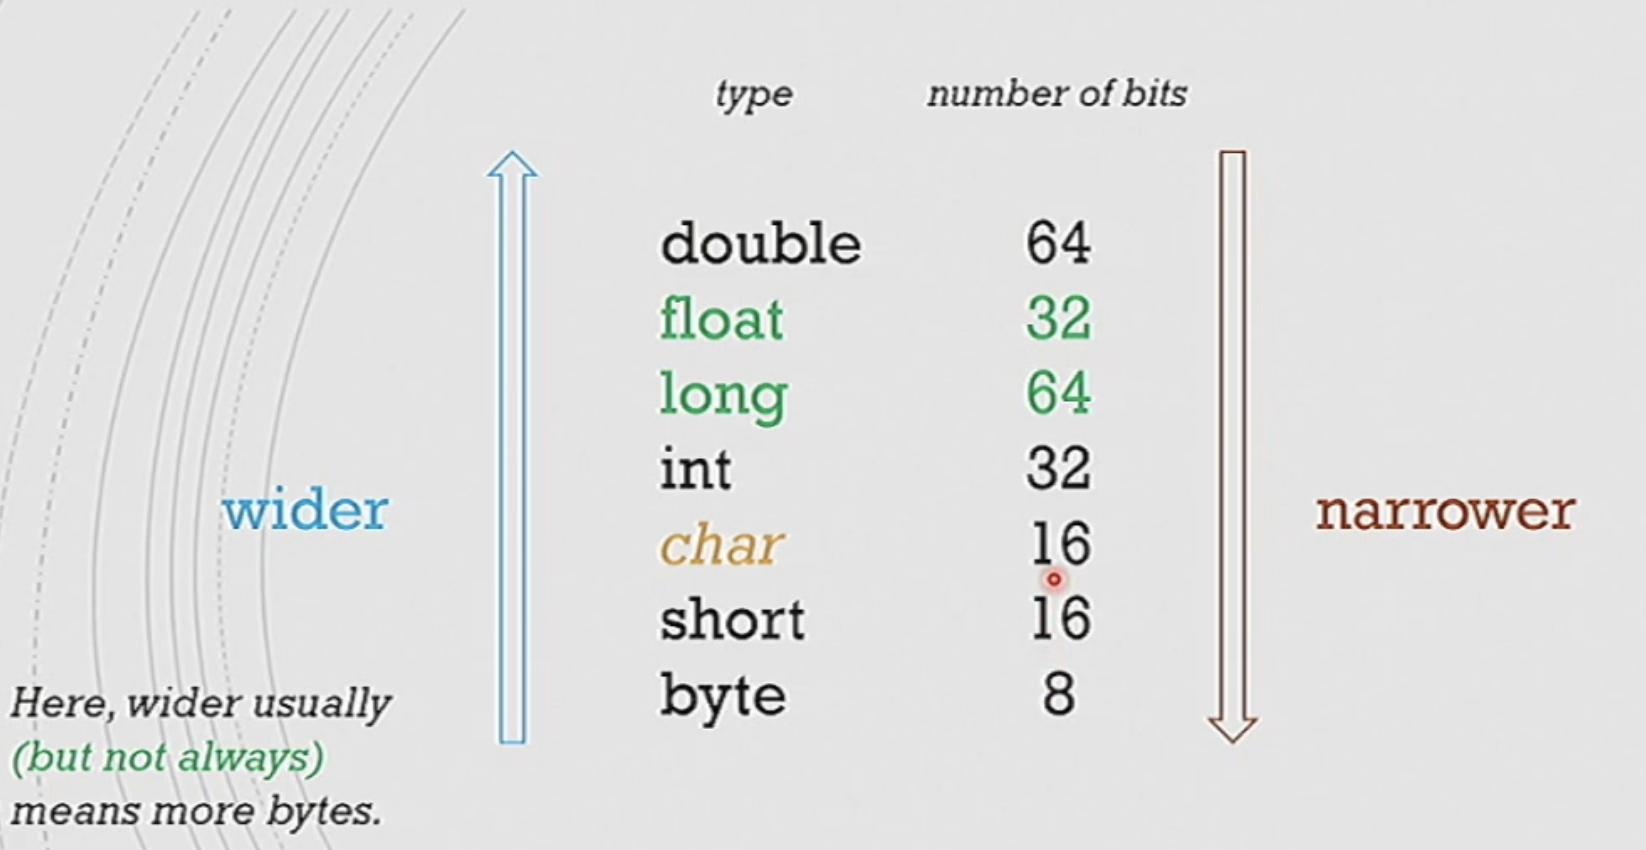 type number of bits
double 64
float 32
long 64
int 32
wider
narrower
char 16
short 16
byte 8
Here, wider usually
(but not always)
means more bytes.